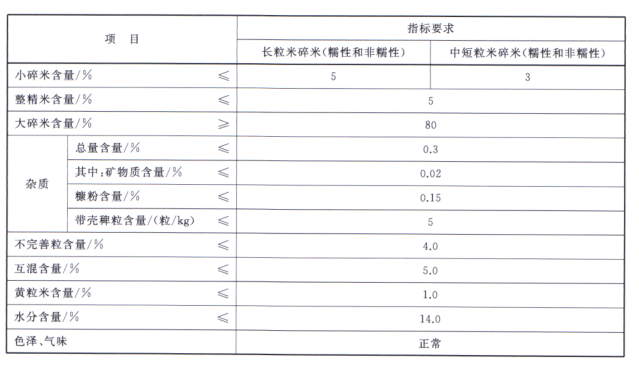 项 目 指标要求
长粒米碎米(糯性和非糯性) 中短粒米碎米(糯性和非糯性)
小碎米含量/% ≤ 5 3
整精米含量/% ≤ 5
大碎米含量/% ≥ 80
杂质 总量含量/% ≤ 0.3
其中:矿物质含量/% ≤ 0.02
糠粉含量/% ≤ 0.15
带壳稗粒含量/(粒/kg) ≤ 5
不完善粒含量/% ≤ 4.0
互混含量/% ≤ 5.0
黄粒米含量/% ≤ 1.0
水分含量/% ≤ 14.0
色泽、气味 正常